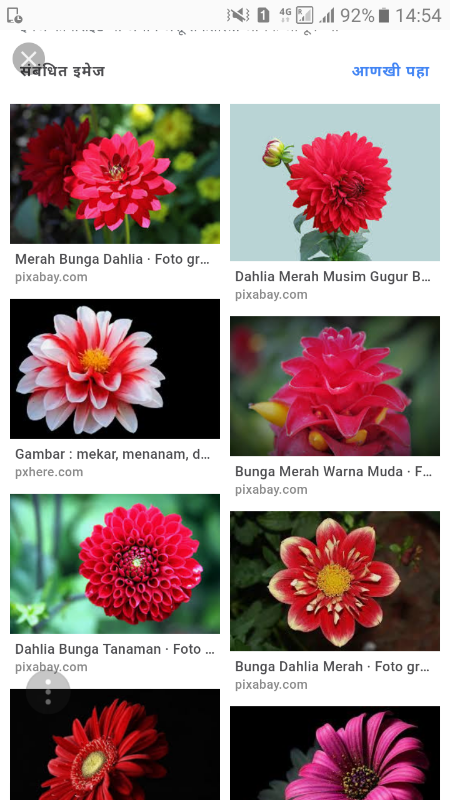 4G
1
R
92%
14:54
संबंधित इमेज
आणखी पहा
Merah Bunga Dahlia · Foto gr...
pixabay.com
Dahlia Merah Musim Gugur B...
pixabay.com
Gambar : mekar, menanam, d...
pxhere.com
Bunga Merah Warna Muda · F...
pixabay.com
Dahlia Bunga Tanaman · Foto ...
pixabay.com
Bunga Dahlia Merah · Foto gr...
pixabay.com